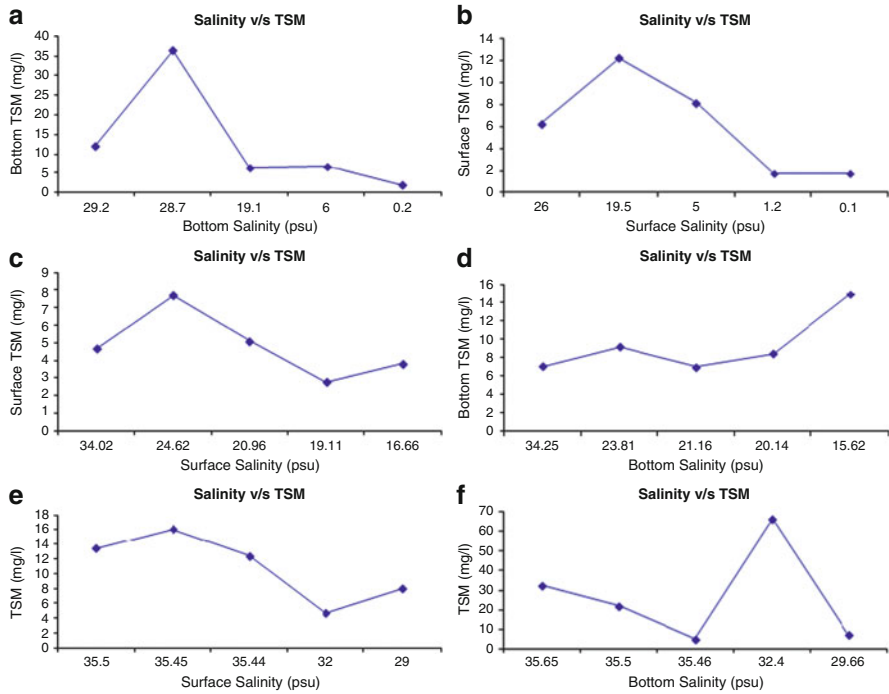 a
Salinity v/s TSM
Bottom TSM (mg/l)
40
35
30
25
20
15
10
5
0
29.2 28.7 19.1 6 0.2
Bottom Salinity (psu)
b
Salinity v/s TSM
Surface TSM (mg/l)
14
12
10
8
6
4
2
0
26 19.5 5 1.2 0.1
Surface Salinity (psu)
c
Salinity v/s TSM
Surface TSM (mg/l)
9
8
7
6
5
4
3
2
1
0
34.02 24.62 20.96 19.11 16.66
Surface Salinity (psu)
d
Salinity v/s TSM
Bottom TSM (mg/l)
16
14
12
10
8
6
4
2
0
34.25 23.81 21.16 20.14 15.62
Bottom Salinity (psu)
e
Salinity v/s TSM
TSM (mg/l)
18
16
14
12
10
8
6
4
2
0
35.5 35.45 35.44 32 29
Surface Salinity (psu)
f
Salinity v/s TSM
TSM (mg/l)
70
60
50
40
30
20
10
0
35.65 35.5 35.46 32.4 29.66
Bottom Salinity (psu)